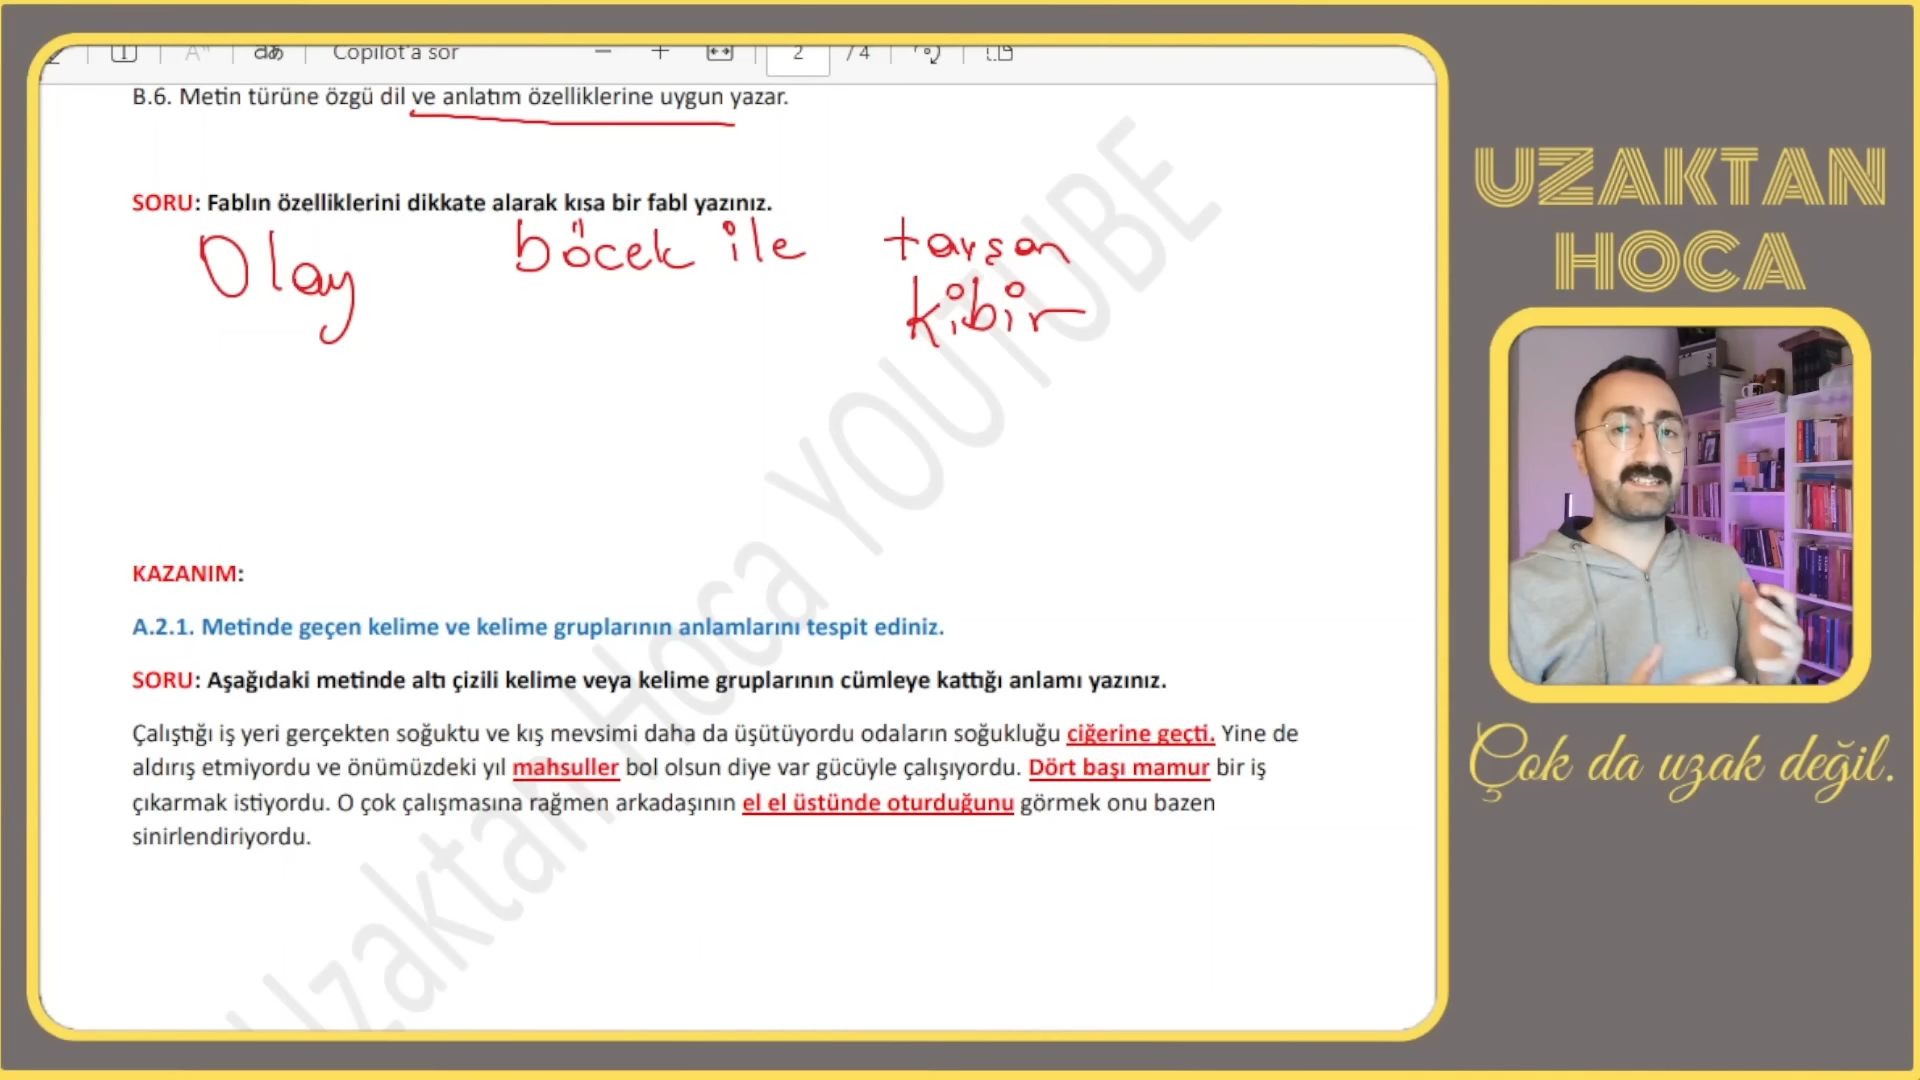 Copilot'a sor
2 / 4
B.6. Metin türüne özgü dil ve anlatım özelliklerine uygun yazar.
SORU: Fablın özelliklerini dikkate alarak kısa bir fabl yazınız.
Olay böcek ile tavşan
kibir
KAZANIM:
A.2.1. Metinde geçen kelime ve kelime gruplarının anlamlarını tespit ediniz.
SORU: Aşağıdaki metinde altı çizili kelime veya kelime gruplarının cümleye kattığı anlamı yazınız.
Çalıştığı iş yeri gerçekten soğuktu ve kış mevsimi daha da üşütüyordu odaların soğukluğu ciğerine geçti. Yine de
aldırış etmiyordu ve önümüzdeki yıl mahsuller bol olsun diye var gücüyle çalışıyordu. Dört başı mamur bir iş
çıkarmak istiyordu. O çok çalışmasına rağmen arkadaşının el el üstünde oturduğunu görmek onu bazen
sinirlendiriyordu.
Uzaktan Hoca YOUTUBE
UZAKTAN
HOCA
Çok da uzak değil.